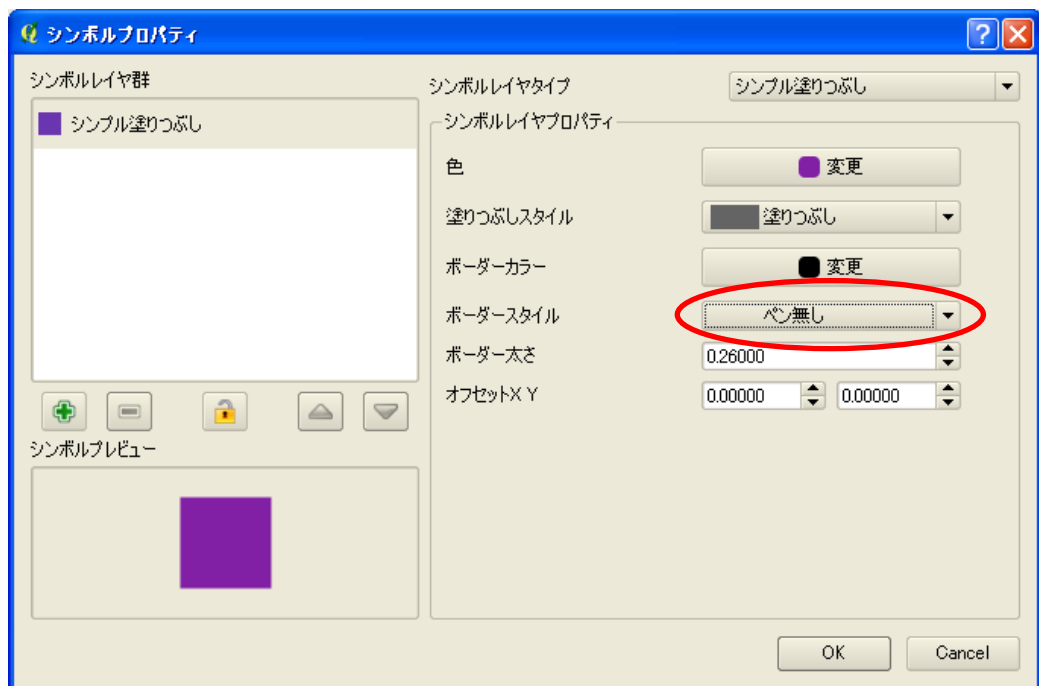 シンボルプロパティ
シンボルレイヤ群
シンプル塗りつぶし
シンボルプレビュー
シンボルレイヤタイプ シンプル塗りつぶし
シンボルレイヤプロパティ
色 変更
塗りつぶしスタイル 塗りつぶし
ボーダーカラー 変更
ボーダースタイル ペン無し
ボーダー太さ 0.26000
オフセットX Y 0.00000 0.00000
OK Cancel